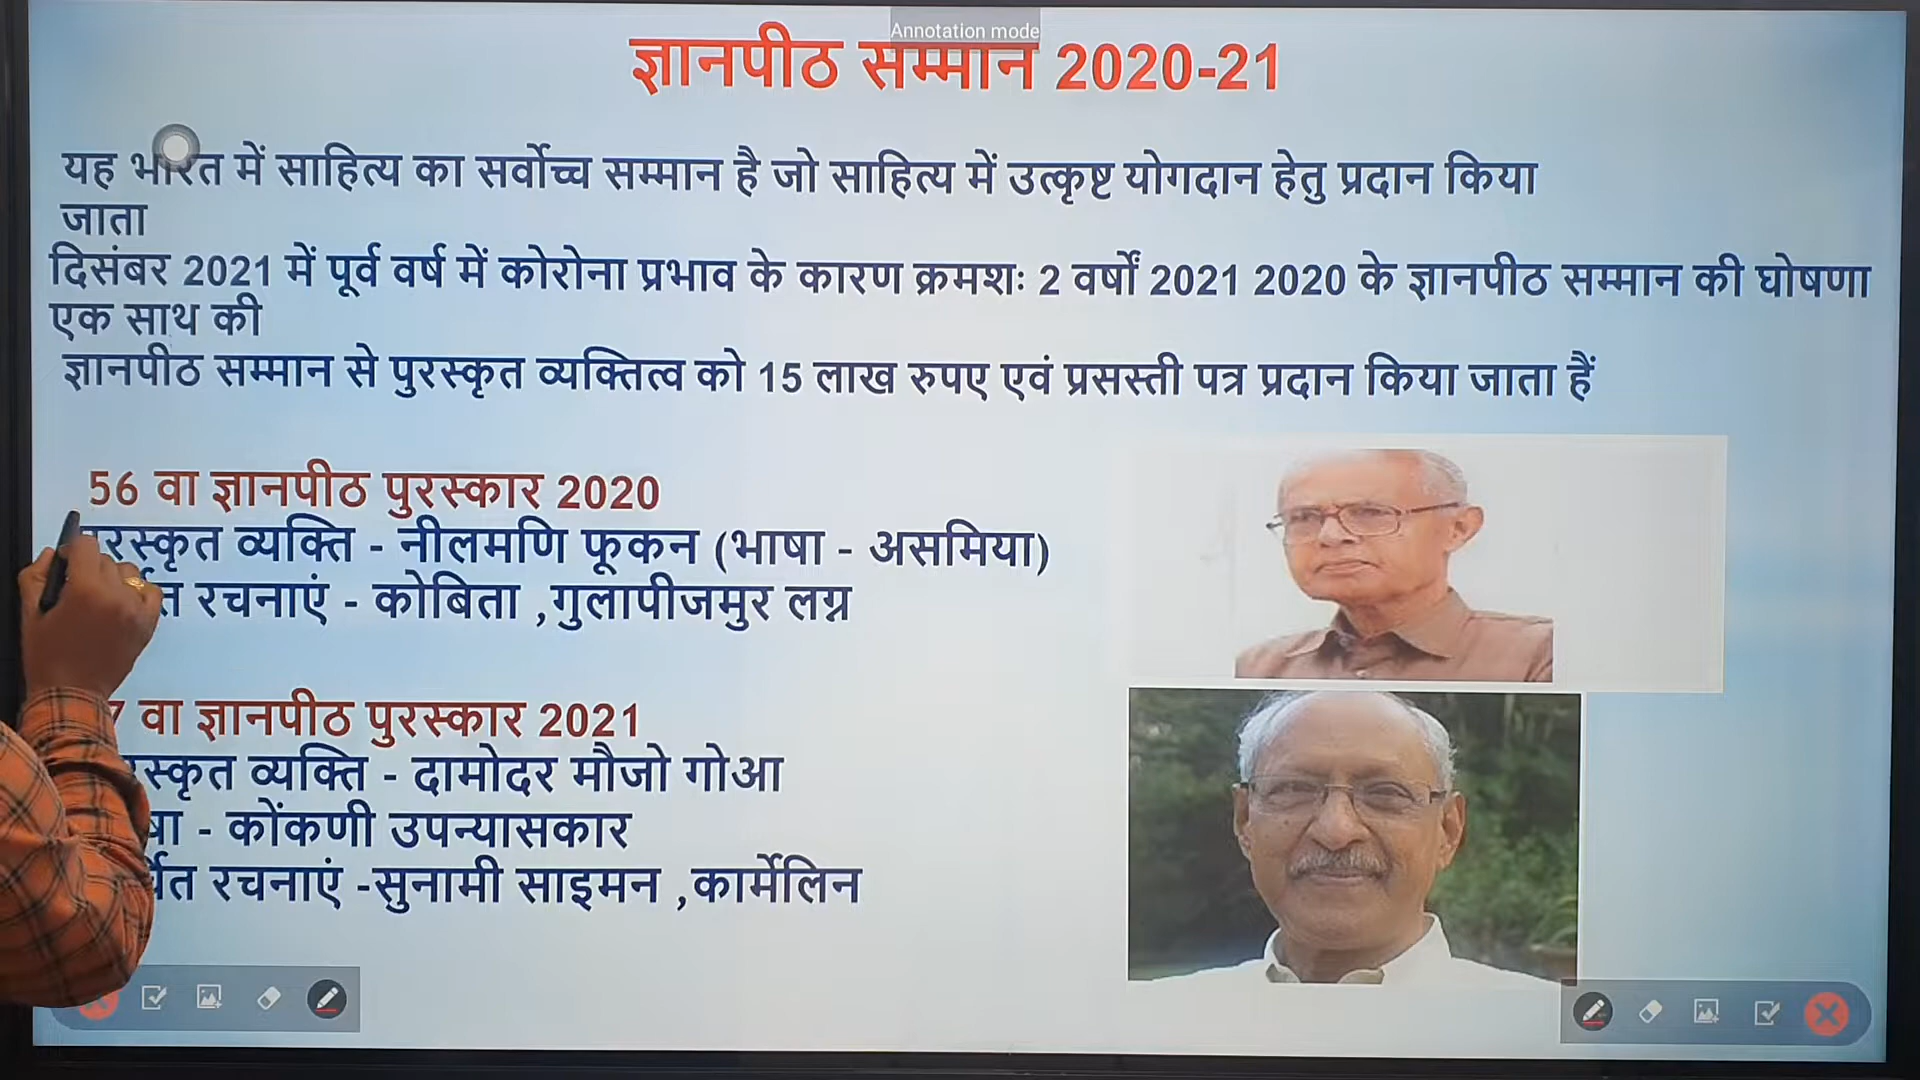 Annotation mode
ज्ञानपीठ सम्मान 2020-21
यह भारत में साहित्य का सर्वोच्च सम्मान है जो साहित्य में उत्कृष्ट योगदान हेतु प्रदान किया
जाता
दिसंबर 2021 में पूर्व वर्ष में कोरोना प्रभाव के कारण क्रमशः 2 वर्षों 2021 2020 के ज्ञानपीठ सम्मान की घोषणा
एक साथ की
ज्ञानपीठ सम्मान से पुरस्कृत व्यक्तित्व को 15 लाख रुपए एवं प्रसस्ती पत्र प्रदान किया जाता हैं
56 वा ज्ञानपीठ पुरस्कार 2020
पुरस्कृत व्यक्ति - नीलमणि फूकन (भाषा - असमिया)
रचनाएं - कोबिता ,गुलापीजमुर लग्न
वा ज्ञानपीठ पुरस्कार 2021
व्यक्ति - दामोदर मौजो गोआ
- कोंकणी उपन्यासकार
रचनाएं -सुनामी साइमन ,कार्मेलिन